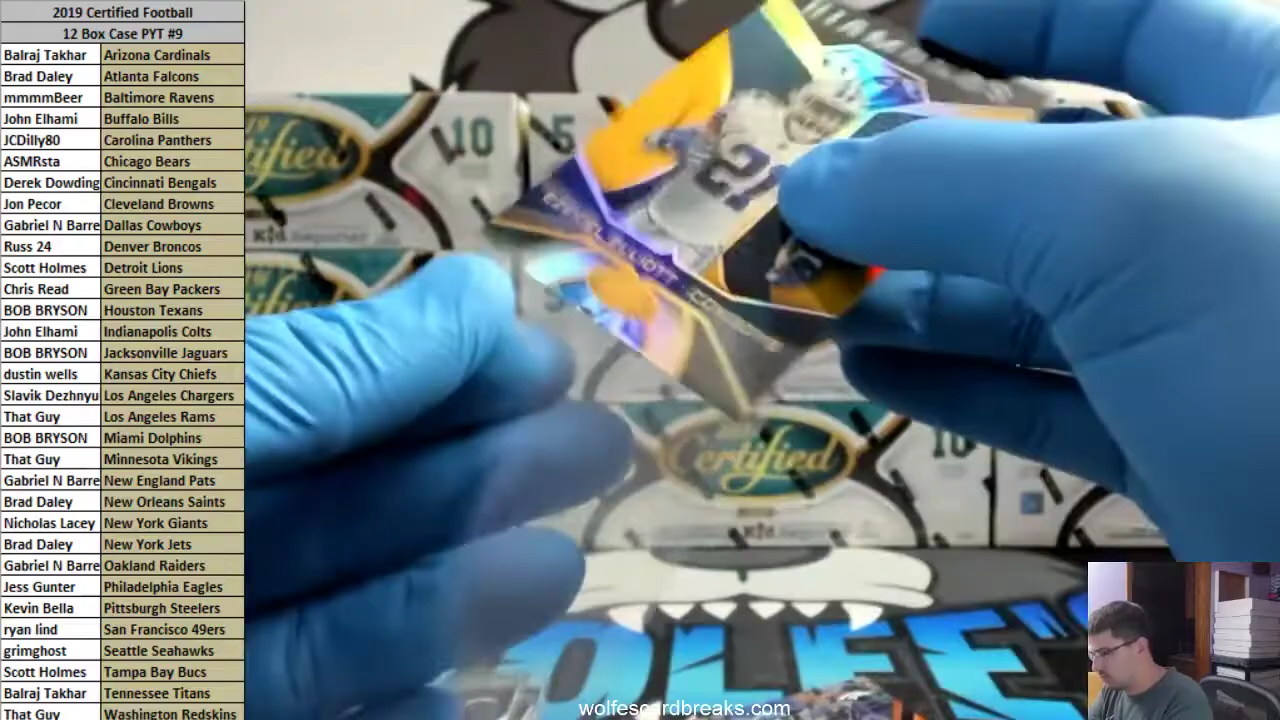 2019 Certified Football
12 Box Case PYT #9
Balraj Takhar Arizona Cardinals
Brad Daley Atlanta Falcons
mmmmBeer Baltimore Ravens
John Elhami Buffalo Bills
JCDilly80 Carolina Panthers
ASMRsta Chicago Bears
Derek Dowding Cincinnati Bengals
Jon Pecor Cleveland Browns
Gabriel N Barre Dallas Cowboys
Russ 24 Denver Broncos
Scott Holmes Detroit Lions
Chris Read Green Bay Packers
BOB BRYSON Houston Texans
John Elhami Indianapolis Colts
BOB BRYSON Jacksonville Jaguars
dustin wells Kansas City Chiefs
Slavik Dezhnyu Los Angeles Chargers
That Guy Los Angeles Rams
BOB BRYSON Miami Dolphins
That Guy Minnesota Vikings
Gabriel N Barre New England Pats
Brad Daley New Orleans Saints
Nicholas Lacey New York Giants
Brad Daley New York Jets
Gabriel N Barre Oakland Raiders
Jess Gunter Philadelphia Eagles
Kevin Bella Pittsburgh Steelers
ryan lind San Francisco 49ers
grimghost Seattle Seahawks
Scott Holmes Tampa Bay Bucs
Balraj Takhar Tennessee Titans
That Guy Washington Redskins
10 5
21
Certified
10
wolfescardbreaks.com